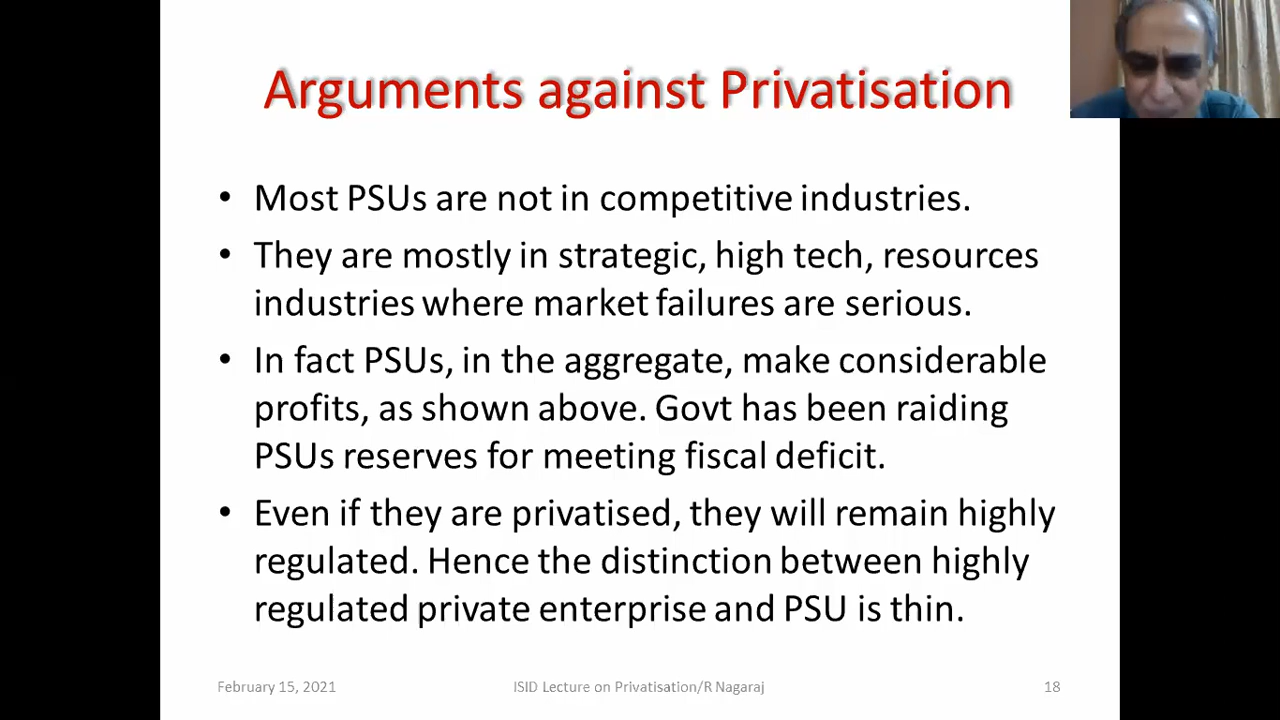 Arguments against Privatisation
• Most PSUs are not in competitive industries.
• They are mostly in strategic, high tech, resources
industries where market failures are serious.
• In fact PSUs, in the aggregate, make considerable
profits, as shown above. Govt has been raiding
PSUs reserves for meeting fiscal deficit.
• Even if they are privatised, they will remain highly
regulated. Hence the distinction between highly
regulated private enterprise and PSU is thin.
February 15, 2021 ISID Lecture on Privatisation/R Nagaraj 18